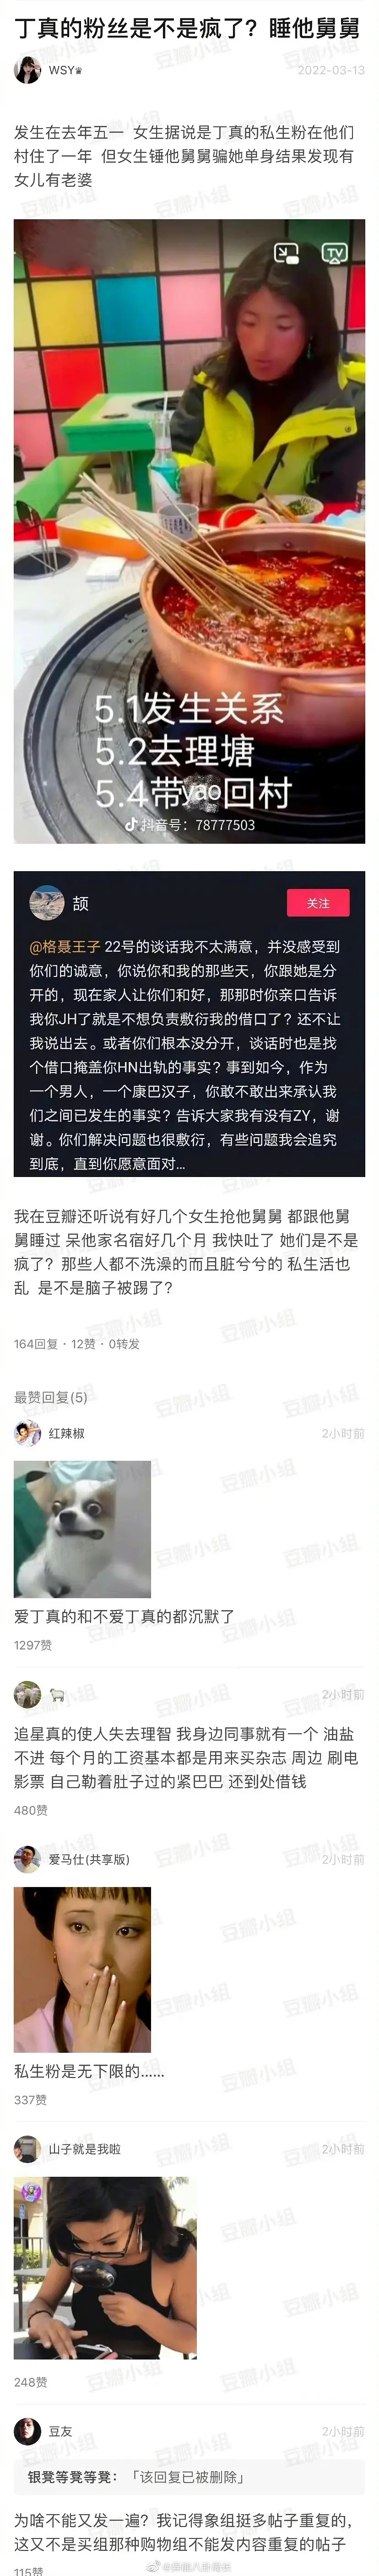 丁真的粉丝是不是疯了？睡他舅舅
WSY♛
2022-03-13
发生在去年五一 女生据说是丁真的私生粉在他们
村住了一年 但女生锤他舅舅骗她单身结果发现有
女儿有老婆
TV
5.1发生关系
5.2去理塘
5.4带yao回村
抖音号：78777503
颉
关注
@格聂王子 22号的谈话我不太满意，并没感受到
你们的诚意，你说你和我的那些天，你跟她是分
开的，现在家人让你们和好，那那时你亲口告诉
我你JH了就是不想负责敷衍我的借口了？还不让
我说出去。或者你们根本没分开，谈话时也是找
个借口掩盖你HN出轨的事实？事到如今，作为
一个男人，一个康巴汉子，你敢不敢出来承认我
们之间已发生的事实？告诉大家我有没有ZY，谢
谢。你们解决问题也很敷衍，有些问题我会追究
到底，直到你愿意面对...
我在豆瓣还听说有好几个女生抢他舅舅 都跟他舅
舅睡过 呆他家名宿好几个月 我快吐了 她们是不是
疯了？那些人都不洗澡的而且脏兮兮的 私生活也
乱 是不是脑子被踢了？
164回复 · 12赞 · 0转发
最赞回复(5)
红辣椒
2小时前
爱丁真的和不爱丁真的都沉默了
1297赞
🐑
2小时前
追星真的使人失去理智 我身边同事就有一个 油盐
不进 每个月的工资基本都是用来买杂志 周边 刷电
影票 自己勒着肚子过的紧巴巴 还到处借钱
480赞
爱马仕(共享版)
2小时前
私生粉是无下限的......
337赞
山子就是我啦
2小时前
248赞
豆友
2小时前
银凳等凳等凳：「该回复已被删除」
为啥不能又发一遍？我记得象组挺多帖子重复的，
这又不是买组那种购物组不能发内容重复的帖子
115赞
豆瓣小组